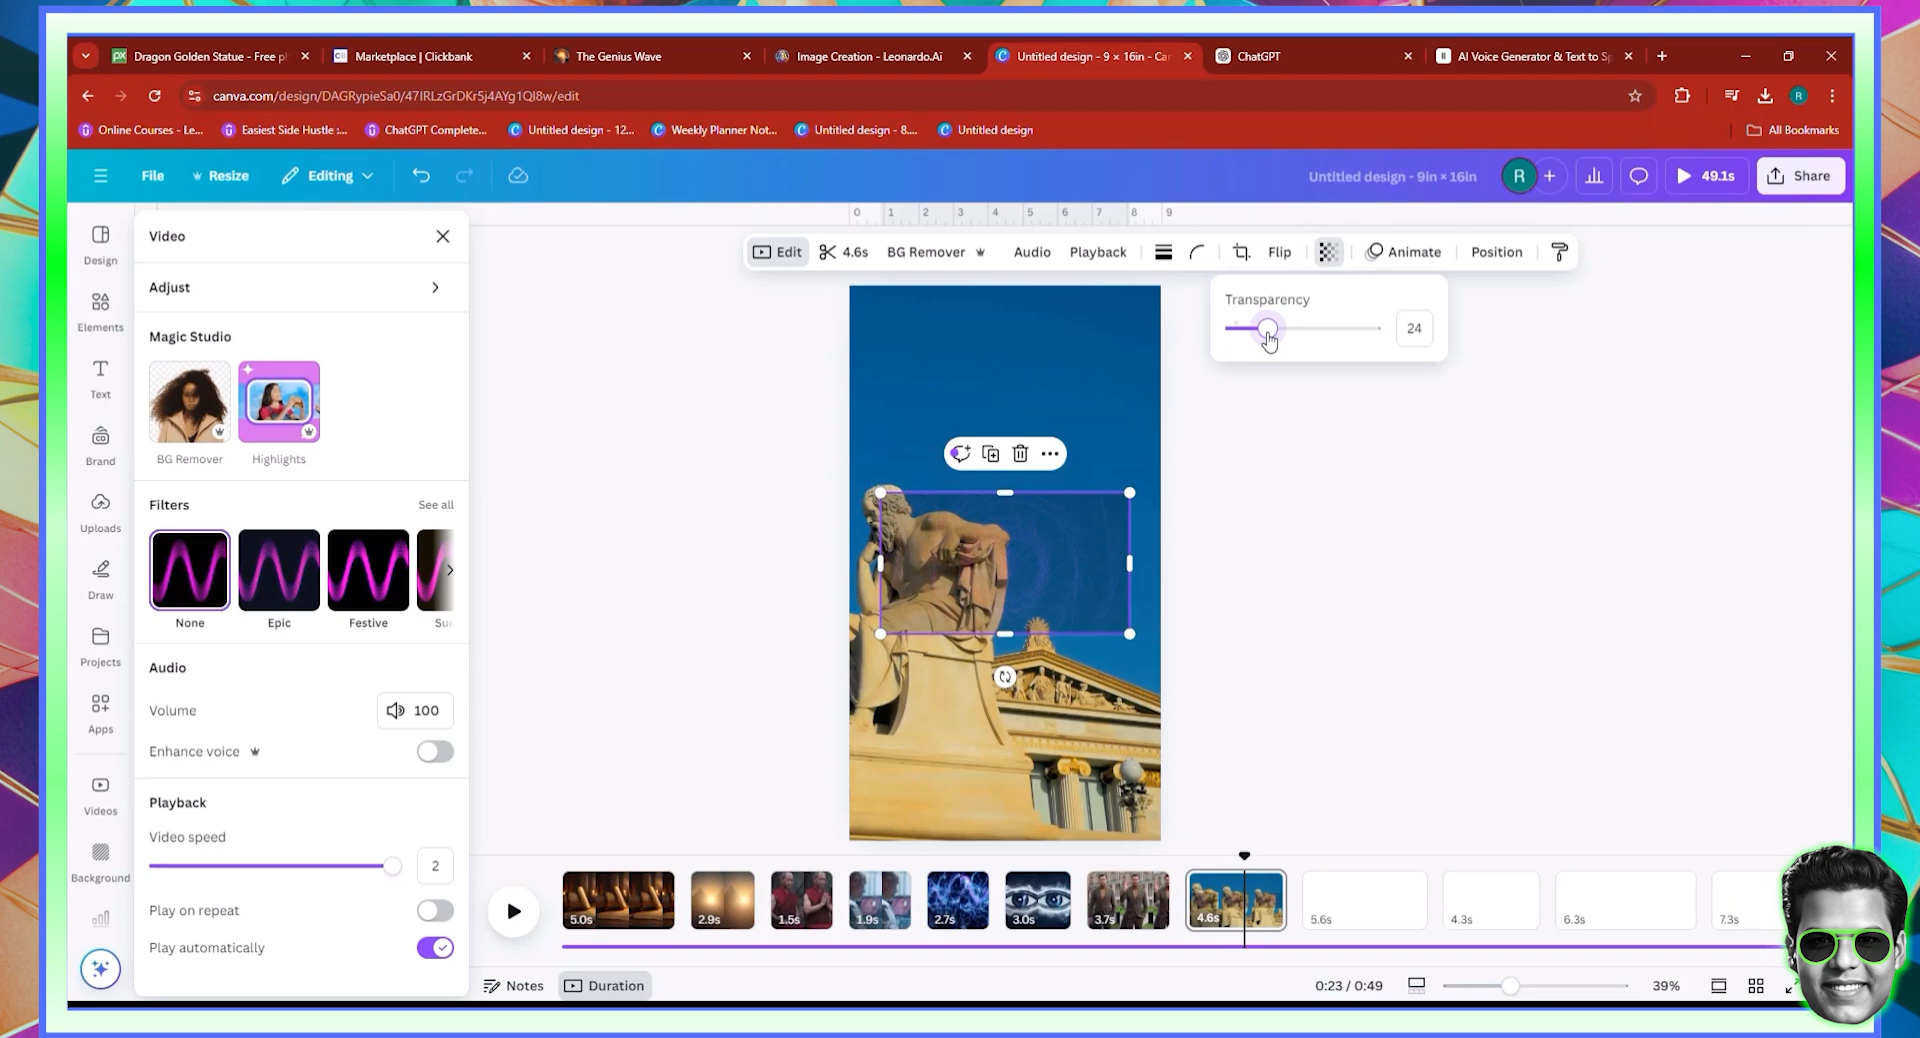 Dragon Golden Statue - Free ph
Marketplace | Clickbank
The Genius Wave
Image Creation - Leonardo.Ai
Untitled design - 9 × 16in - Ca
ChatGPT
AI Voice Generator & Text to Sp
canva.com/design/DAGRypieSa0/47IRLzGrDKr5j4AYg1Ql8w/edit
Online Courses - Le...
Easiest Side Hustle :...
ChatGPT Complete...
Untitled design - 12...
Weekly Planner Not...
Untitled design - 8....
Untitled design
All Bookmarks
File
Resize
Editing
Untitled design - 9in × 16in
R
49.1s
Share
0 1 2 3 4 5 6 7 8 9
Design
Elements
Text
Brand
Uploads
Draw
Projects
Apps
Videos
Background
Video
Adjust
Magic Studio
BG Remover
Highlights
Filters
See all
None
Epic
Festive
Sur
Audio
Volume
100
Enhance voice
Playback
Video speed
2
Play on repeat
Play automatically
Edit
4.6s
BG Remover
Audio
Playback
Flip
Animate
Position
Transparency
24
5.0s
2.9s
1.5s
1.9s
2.7s
3.0s
3.7s
4.6s
5.6s
4.3s
6.3s
7.3s
Notes
Duration
0:23 / 0:49
39%